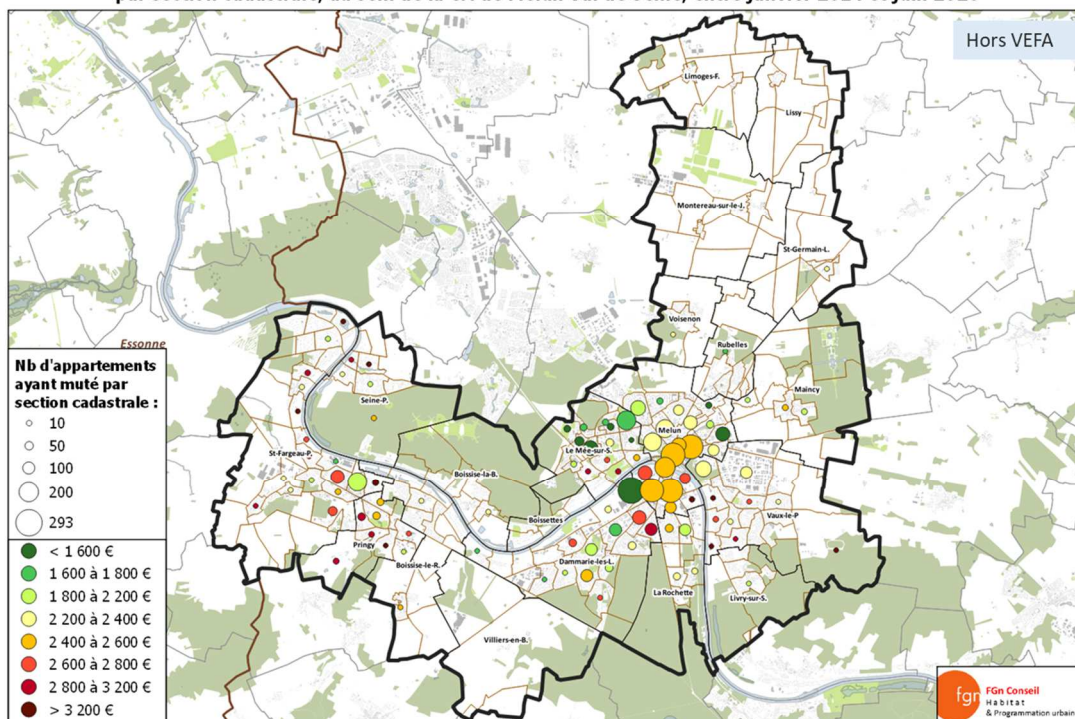 Hors VEFA
Limoges-F.
Lissy
Montereau-sur-le-J.
St-Germain-L.
Voisenon
Rubelles
Essonne
Maincy
Nb d'appartements
ayant muté par
section cadastrale :
10
50
100
200
293
Seine-P.
Melun
Le Mée-sur-S.
St-Fargeau-P.
Boissise-la-B.
Boissettes
Vaux-le-P
Pringy
Boissise-le-R.
Dammarie-les-L.
La Rochette
Livry-sur-S.
Villiers-en-B.
< 1 600 €
1 600 à 1 800 €
1 800 à 2 200 €
2 200 à 2 400 €
2 400 à 2 600 €
2 600 à 2 800 €
2 800 à 3 200 €
> 3 200 €
fgn
FGn Conseil
Habitat
& Programmation urbain